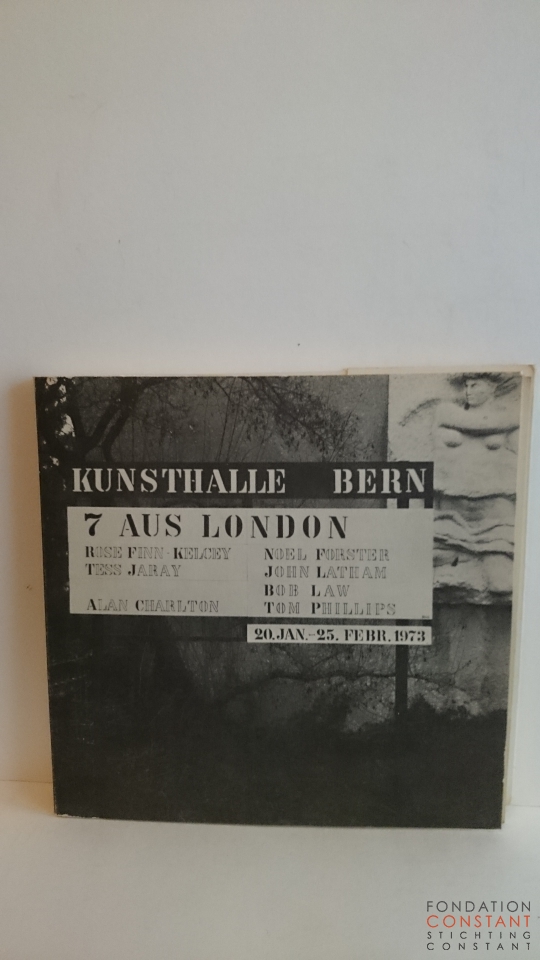 KUNSTHALLE BERN
7 AUS LONDON
ROSE FINN-KELCEY NOEL FORSTER
TESS JARAY JOHN LATHAM
BOB LAW
ALAN CHARLTON TOM PHILLIPS
20.JAN.-25. FEBR.1973
FONDATION
CONSTANT
STICHTING
CONSTANT